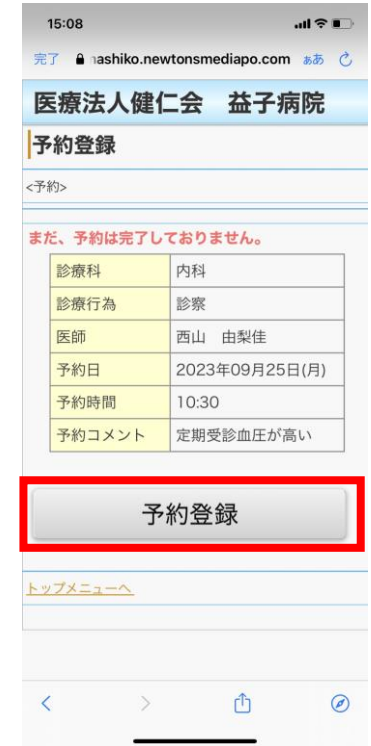 15:08
完了 ashiko.newtonsmediapo.com ぁあ
医療法人健仁会 益子病院
予約登録
<予約>
まだ、予約は完了しておりません。
診療科 内科
診療行為 診察
医師 西山 由梨佳
予約日 2023年09月25日(月)
予約時間 10:30
予約コメント 定期受診血圧が高い
予約登録
トップメニューへ